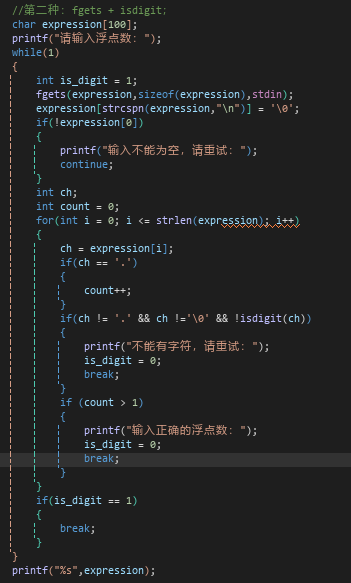 //第二种: fgets + isdigit;
char expression[100];
printf("请输入浮点数: ");
while(1)
{
int is_digit = 1;
fgets(expression,sizeof(expression),stdin);
expression[strcspn(expression,"\n")] = '\0';
if(!expression[0])
{
printf("输入不能为空, 请重试: ");
continue;
}
int ch;
int count = 0;
for(int i = 0; i <= strlen(expression); i++)
{
ch = expression[i];
if(ch == '.')
{
count++;
}
if(ch != '.' && ch !='\0' && !isdigit(ch))
{
printf("不能有字符, 请重试: ");
is_digit = 0;
break;
}
if (count > 1)
{
printf("输入正确的浮点数: ");
is_digit = 0;
break;
}
}
if(is_digit == 1)
{
break;
}
}
printf("%s",expression);